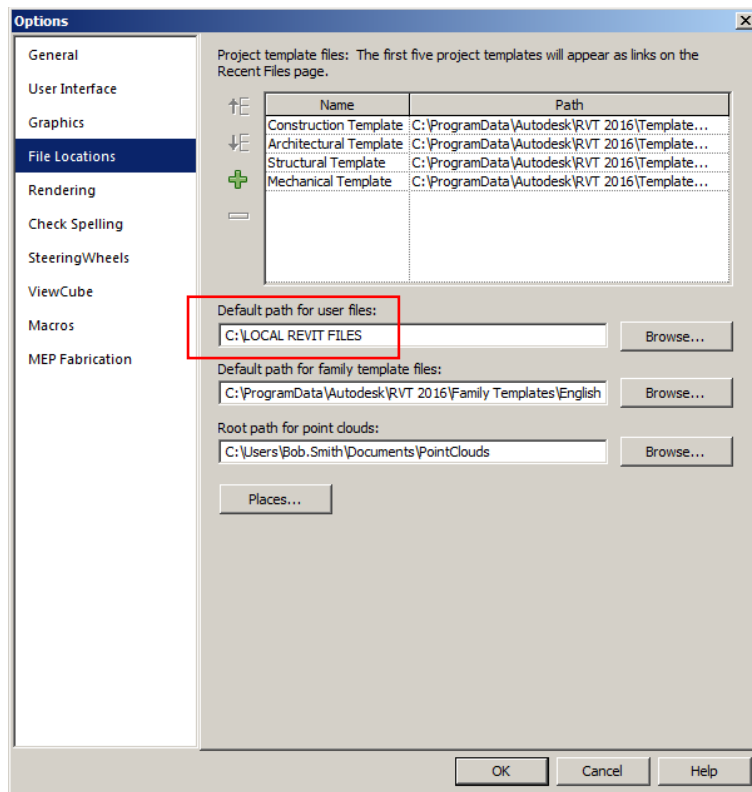 Options
General
User Interface
Graphics
File Locations
Rendering
Check Spelling
SteeringWheels
ViewCube
Macros
MEP Fabrication
Project template files: The first five project templates will appear as links on the
Recent Files page.
Name Path
Construction Template C:\ProgramData\Autodesk\RVT 2016\Template...
Architectural Template C:\ProgramData\Autodesk\RVT 2016\Template...
Structural Template C:\ProgramData\Autodesk\RVT 2016\Template...
Mechanical Template C:\ProgramData\Autodesk\RVT 2016\Template...
Default path for user files:
C:\LOCAL REVIT FILES Browse...
Default path for family template files:
C:\ProgramData\Autodesk\RVT 2016\Family Templates\English Browse...
Root path for point clouds:
C:\Users\Bob.Smith\Documents\PointClouds Browse...
Places...
OK Cancel Help